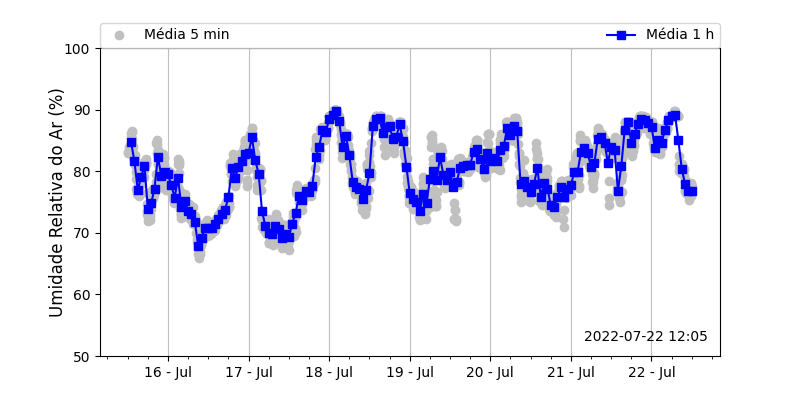 Média 5 min
Média 1 h
Umidade Relativa do Ar (%)
100
90
80
70
60
50
2022-07-22 12:05
16 - Jul
17 - Jul
18 - Jul
19 - Jul
20 - Jul
21 - Jul
22 - Jul